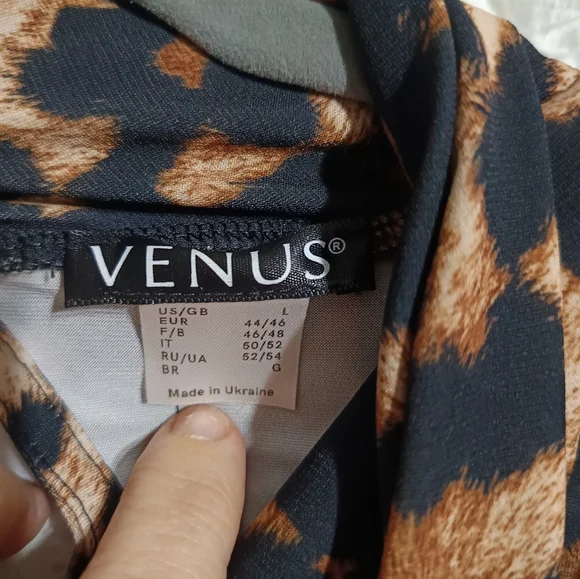 VENUS®
US/GB L
EUR 44/46
F/B 46/48
IT 50/52
RU/UA 52/54
BR G
Made in Ukraine